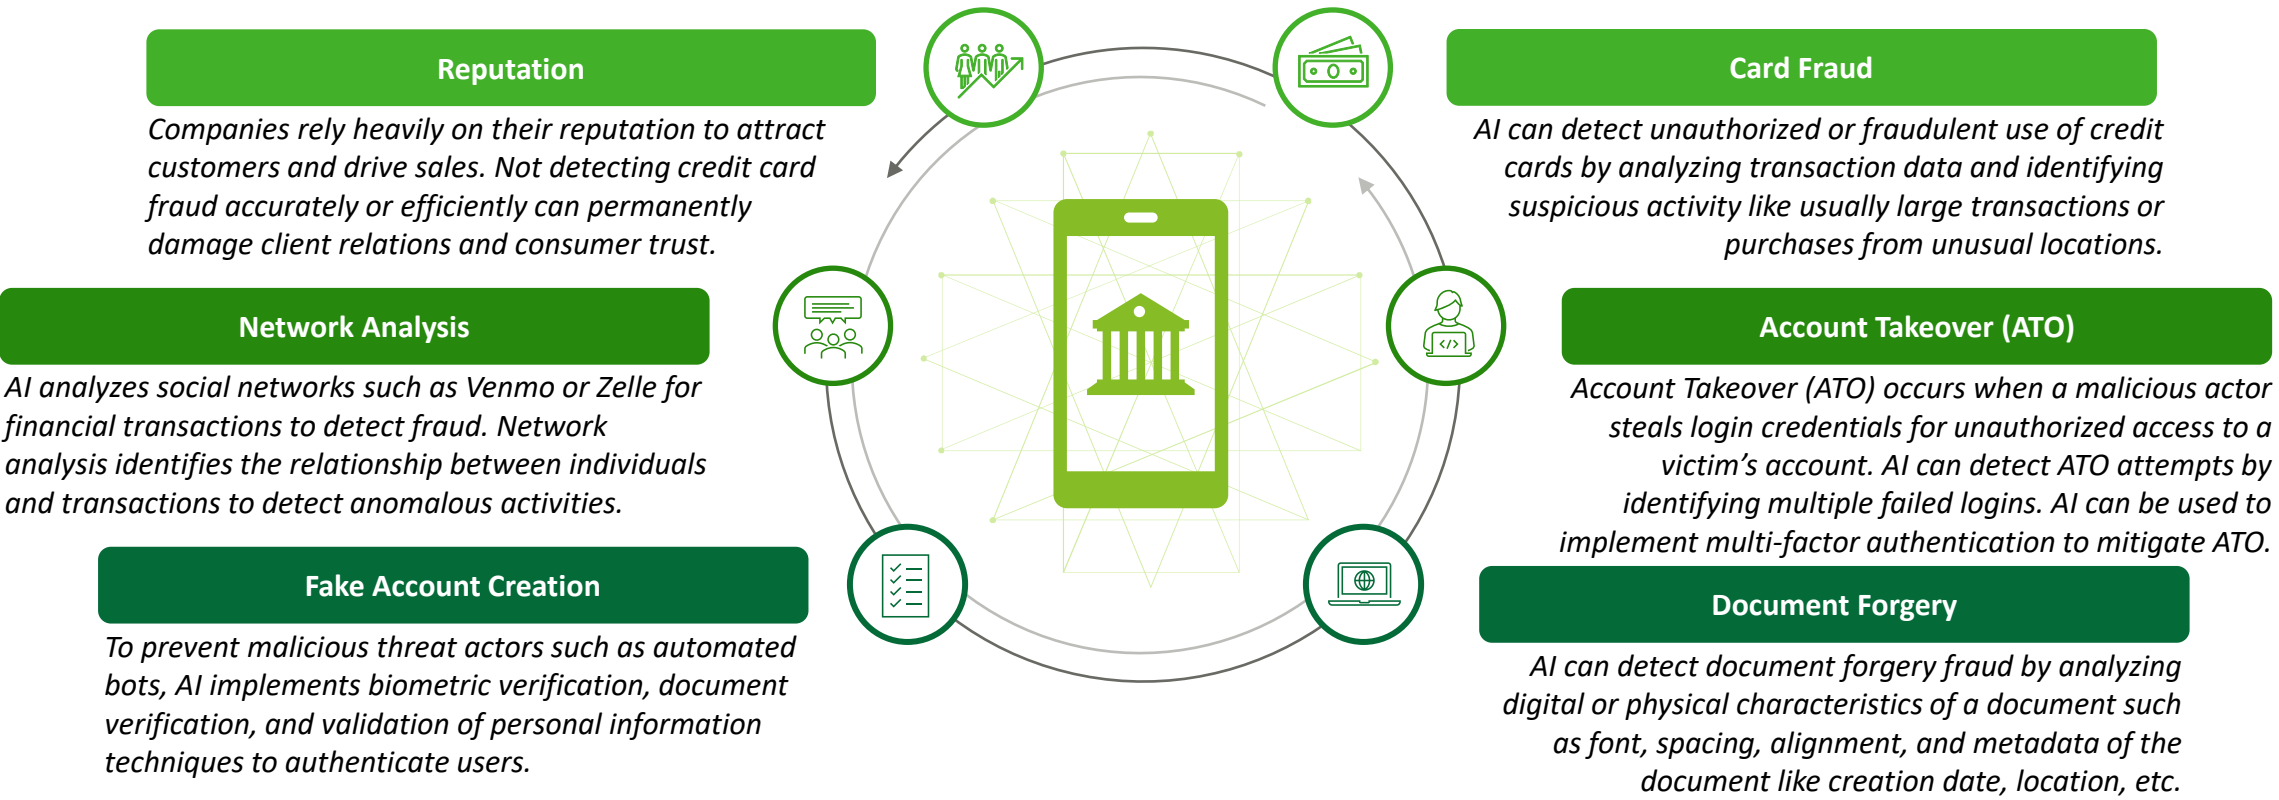 Reputation
Companies rely heavily on their reputation to attract
customers and drive sales. Not detecting credit card
fraud accurately or efficiently can permanently
damage client relations and consumer trust.
Network Analysis
AI analyzes social networks such as Venmo or Zelle for
financial transactions to detect fraud. Network
analysis identifies the relationship between individuals
and transactions to detect anomalous activities.
Fake Account Creation
To prevent malicious threat actors such as automated
bots, AI implements biometric verification, document
verification, and validation of personal information
techniques to authenticate users.
Card Fraud
AI can detect unauthorized or fraudulent use of credit
cards by analyzing transaction data and identifying
suspicious activity like usually large transactions or
purchases from unusual locations.
Account Takeover (ATO)
Account Takeover (ATO) occurs when a malicious actor
steals login credentials for unauthorized access to a
victim’s account. AI can detect ATO attempts by
identifying multiple failed logins. AI can be used to
implement multi-factor authentication to mitigate ATO.
Document Forgery
AI can detect document forgery fraud by analyzing
digital or physical characteristics of a document such
as font, spacing, alignment, and metadata of the
document like creation date, location, etc.